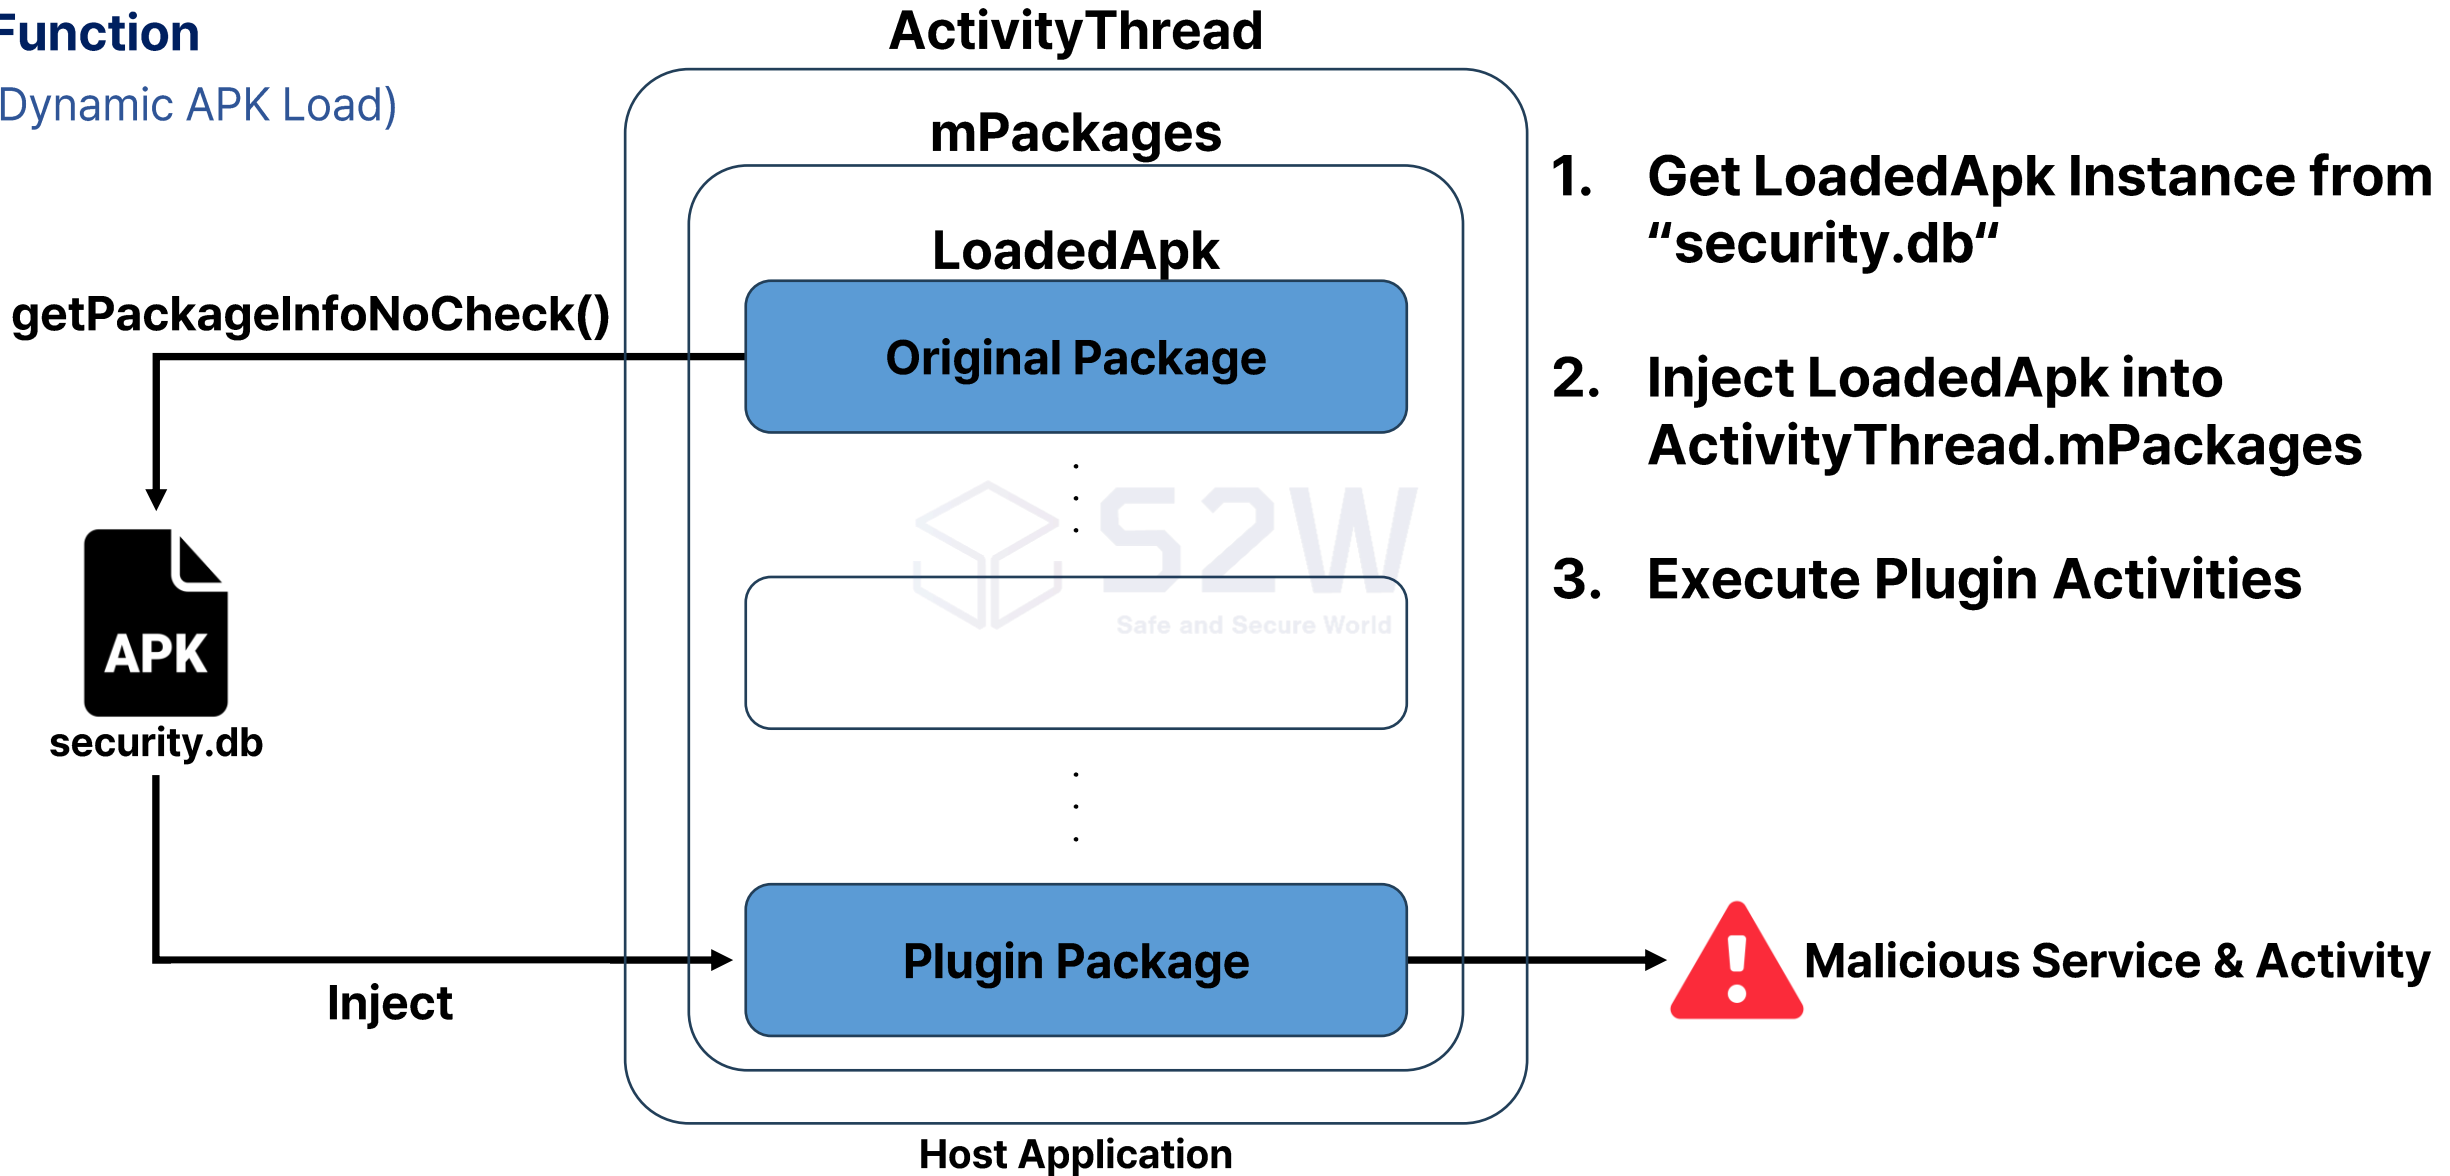 Function
(Dynamic APK Load)
ActivityThread
mPackages
LoadedApk
getPackageInfoNoCheck()
Original Package
1. Get LoadedApk Instance from
“security.db“
2. Inject LoadedApk into
ActivityThread.mPackages
3. Execute Plugin Activities
S2W
Safe and Secure World
APK
security.db
Plugin Package
Malicious Service & Activity
Inject
Host Application